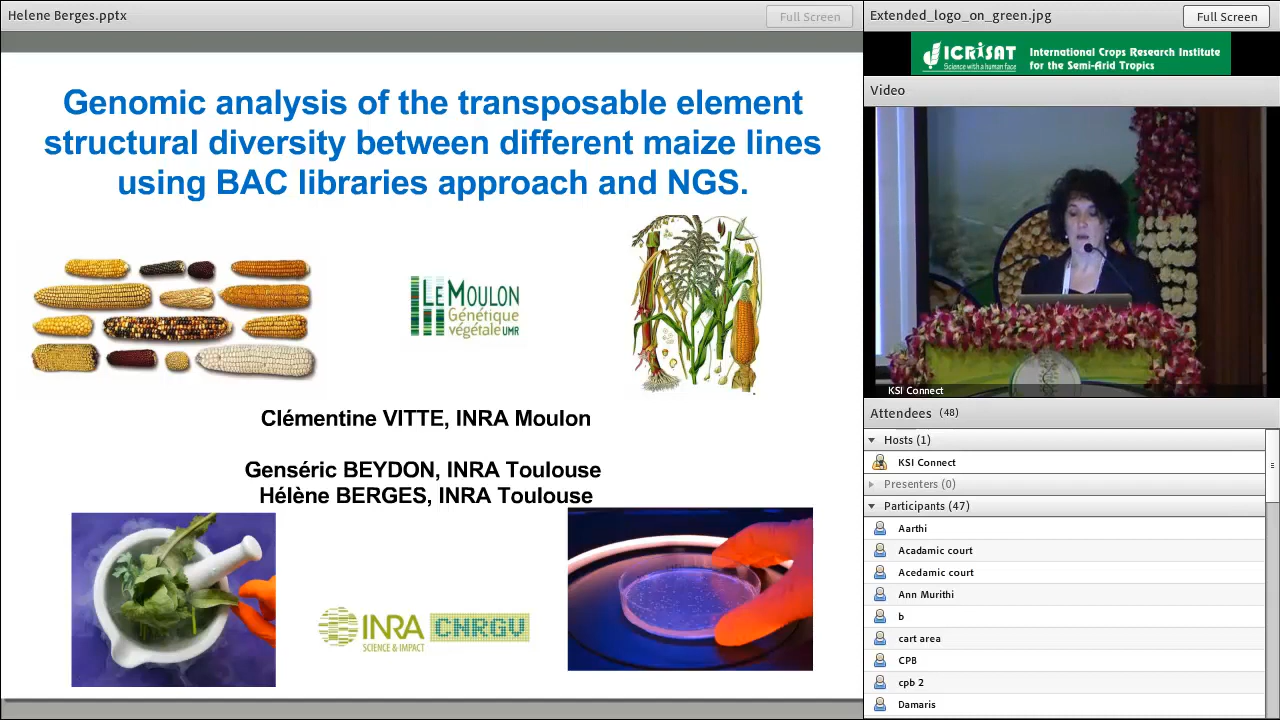 Helene Berges.pptx
Full Screen
Genomic analysis of the transposable element
structural diversity between different maize lines
using BAC libraries approach and NGS.
LE MOULON
Génétique
végétale UMR
Clémentine VITTE, INRA Moulon
Genséric BEYDON, INRA Toulouse
Hélène BERGES, INRA Toulouse
INRA
SCIENCE & IMPACT
CNRGV
Extended_logo_on_green.jpg
Full Screen
ICRISAT
Science with a human face
International Crops Research Institute
for the Semi-Arid Tropics
Video
KSI Connect
Attendees (48)
Hosts (1)
KSI Connect
Presenters (0)
Participants (47)
Aarthi
Acadamic court
Acedamic court
Ann Murithi
b
cart area
CPB
cpb 2
Damaris